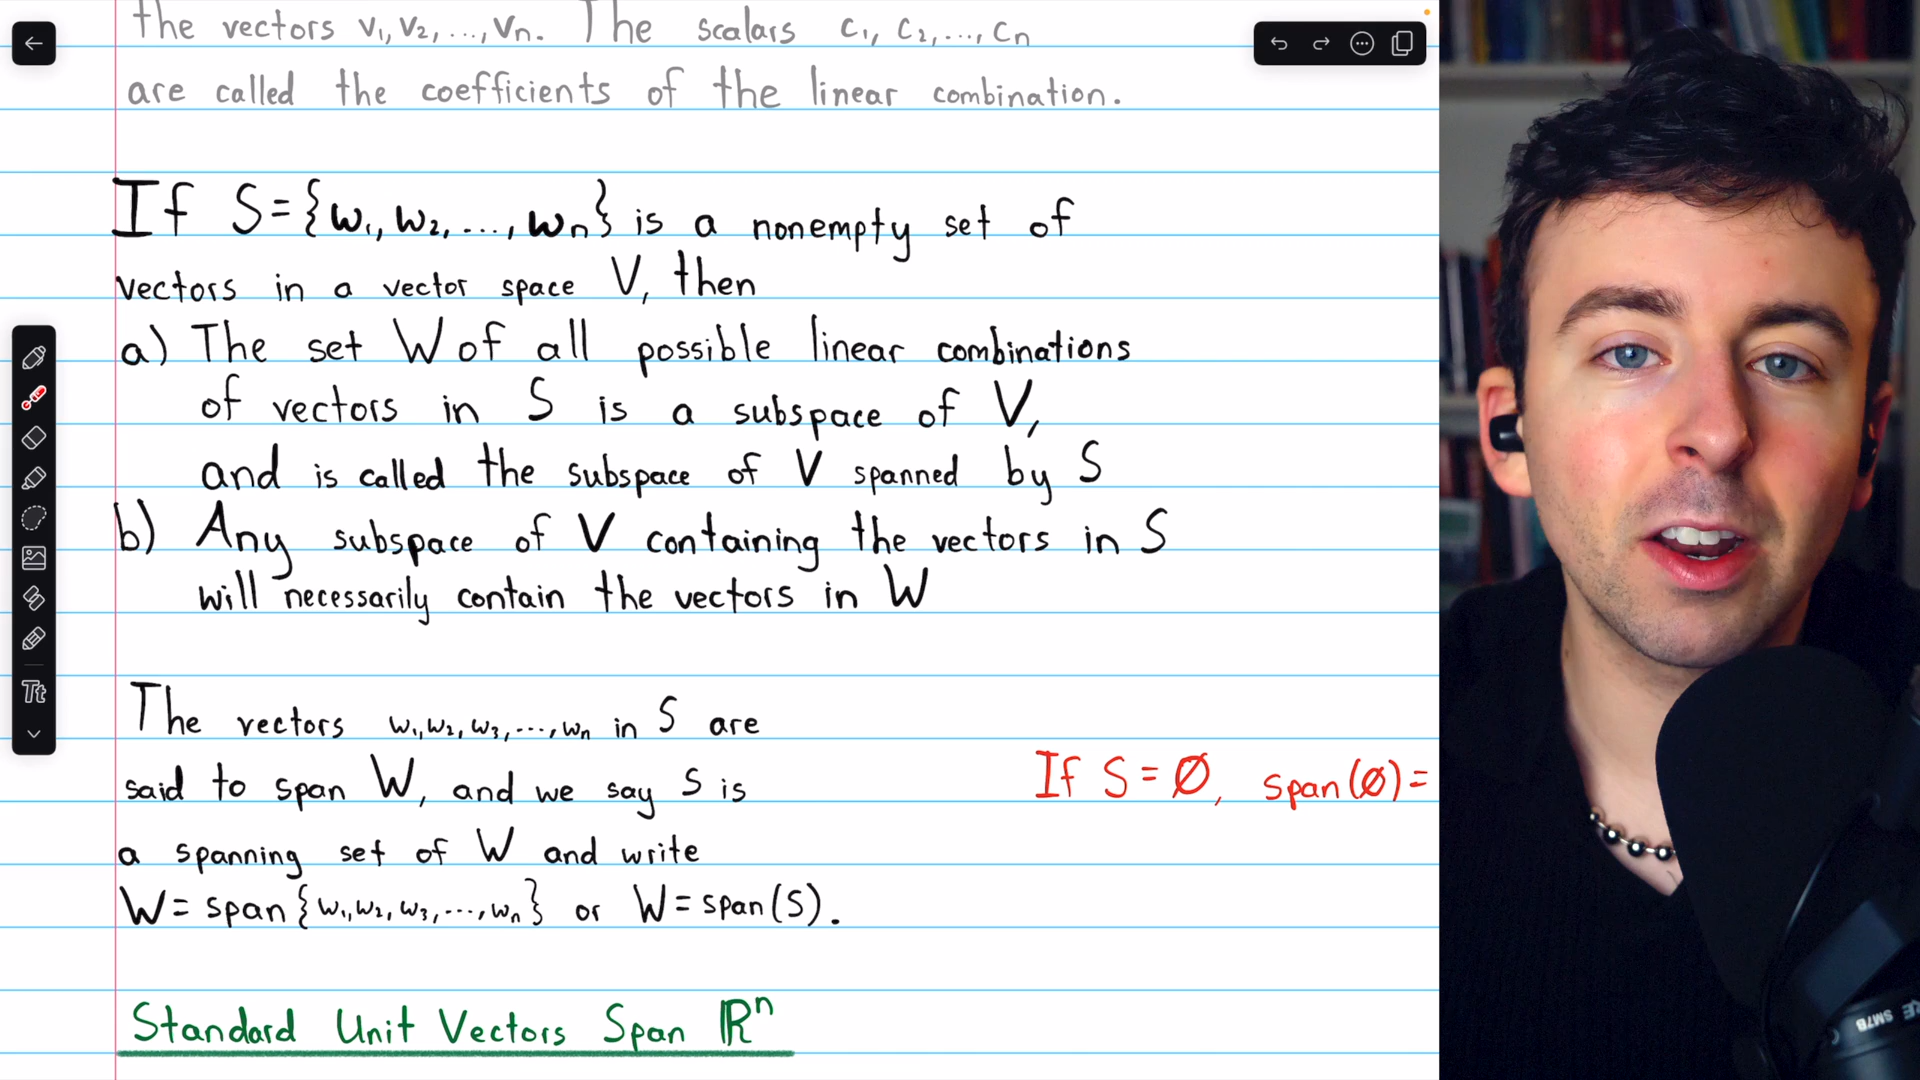 the vectors v₁, v₂, ..., vₙ. The scalars c₁, c₂, ..., cₙ
are called the coefficients of the linear combination.
If S={w₁, w₂, ..., wₙ} is a nonempty set of
vectors in a vector space V, then
a) The set W of all possible linear combinations
of vectors in S is a subspace of V,
and is called the subspace of V spanned by S
b) Any subspace of V containing the vectors in S
will necessarily contain the vectors in W
The vectors w₁,w₂,w₃,...,wₙ in S are
said to span W, and we say S is
a spanning set of W and write
W = span{w₁,w₂,w₃,...,wₙ} or W = span(S).
If S = ∅, span(∅) =
Standard Unit Vectors Span ℝⁿ
Tt
SM7B